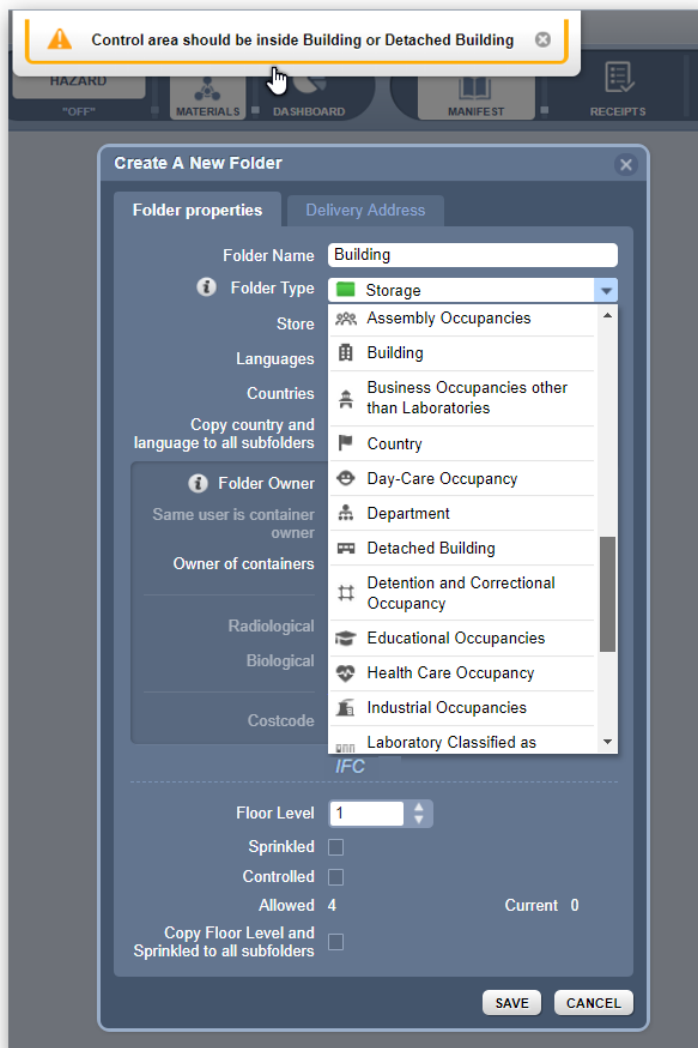 Control area should be inside Building or Detached Building
HAZARD
"OFF"
MATERIALS
DASHBOARD
MANIFEST
RECEIPTS
Create A New Folder
Folder properties
Delivery Address
Folder Name
Building
Folder Type
Storage
Store
Languages
Countries
Copy country and
language to all subfolders
Folder Owner
Same user is container
owner
Owner of containers
Radiological
Biological
Costcode
Assembly Occupancies
Building
Business Occupancies other
than Laboratories
Country
Day-Care Occupancy
Department
Detached Building
Detention and Correctional
Occupancy
Educational Occupancies
Health Care Occupancy
Industrial Occupancies
Laboratory Classified as
IFC
Floor Level
1
Sprinkled
Controlled
Allowed 4
Current 0
Copy Floor Level and
Sprinkled to all subfolders
SAVE
CANCEL